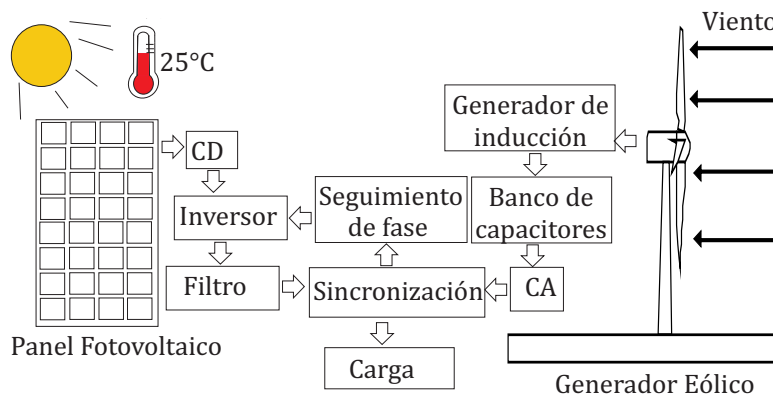 Viento
25°C
Generador de
inducción
CD
Inversor
Seguimiento
de fase
Banco de
capacitores
Filtro
Sincronización
CA
Panel Fotovoltaico
Carga
Generador Eólico